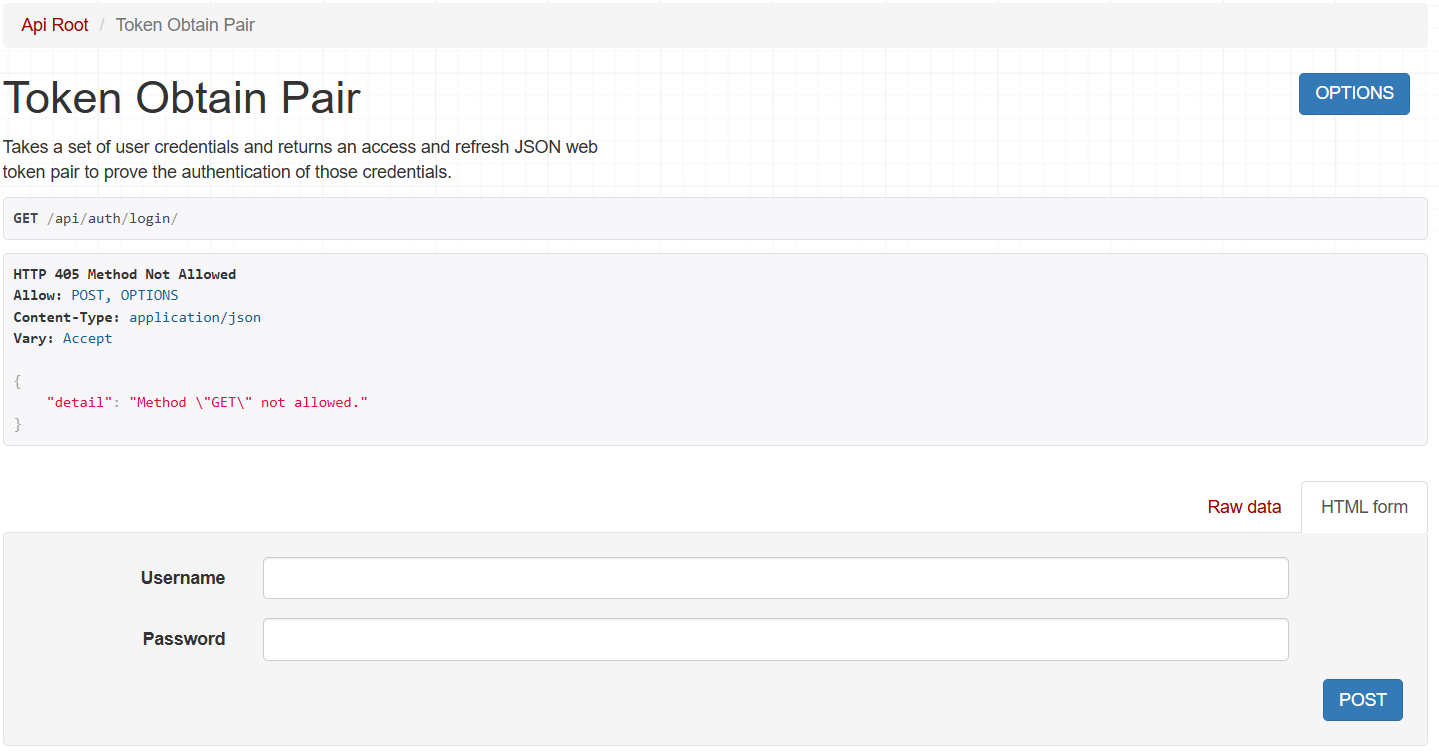 Api Root / Token Obtain Pair
Token Obtain Pair
OPTIONS
Takes a set of user credentials and returns an access and refresh JSON web
token pair to prove the authentication of those credentials.
GET /api/auth/login/
HTTP 405 Method Not Allowed
Allow: POST, OPTIONS
Content-Type: application/json
Vary: Accept
{
    "detail": "Method \"GET\" not allowed."
}
Raw data
HTML form
Username
Password
POST